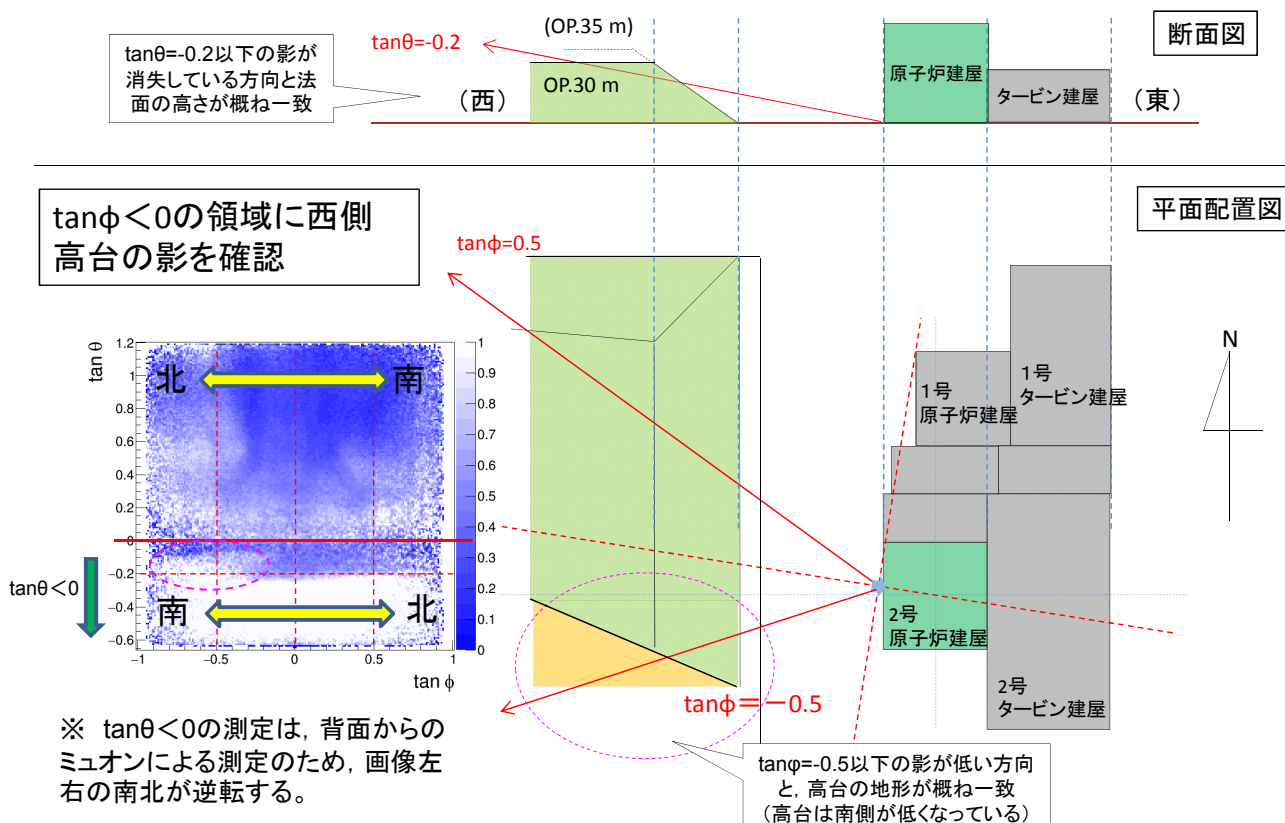 断面図
(OP.35 m)
tanθ=-0.2
tanθ=-0.2以下の影が
消失している方向と法
面の高さが概ね一致
(西)
OP.30 m
原子炉建屋
タービン建屋
(東)
平面配置図
tanϕ<0の領域に西側
高台の影を確認
tanϕ=0.5
N
1号
原子炉建屋
1号
タービン建屋
2号
原子炉建屋
2号
タービン建屋
tan θ
1.2
1
0.8
0.6
0.4
0.2
0
−0.2
−0.4
−0.6
北
南
南
北
−1
−0.5
0
0.5
1
tan ϕ
1
0.9
0.8
0.7
0.6
0.5
0.4
0.3
0.2
0.1
0
tanθ<0
tanϕ=−0.5
※ tanθ<0の測定は,背面からの
ミュオンによる測定のため,画像左
右の南北が逆転する。
tanφ=-0.5以下の影が低い方向
と,高台の地形が概ね一致
(高台は南側が低くなっている)